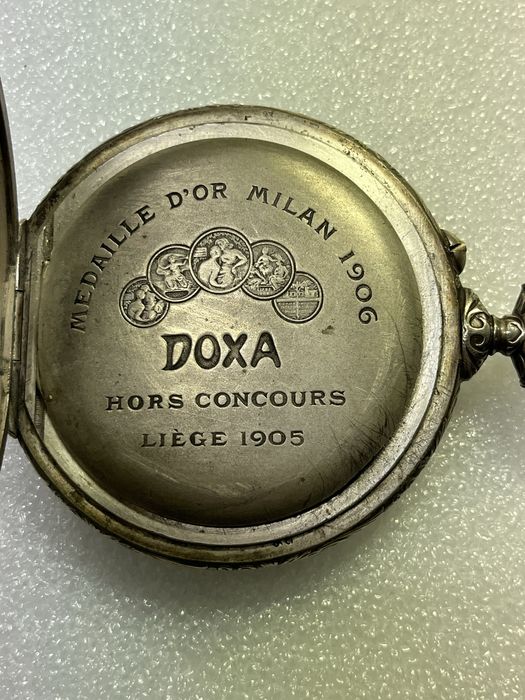 MEDAILLE D'OR MILAN 1906
DOXA
HORS CONCOURS
LIÈGE 1905